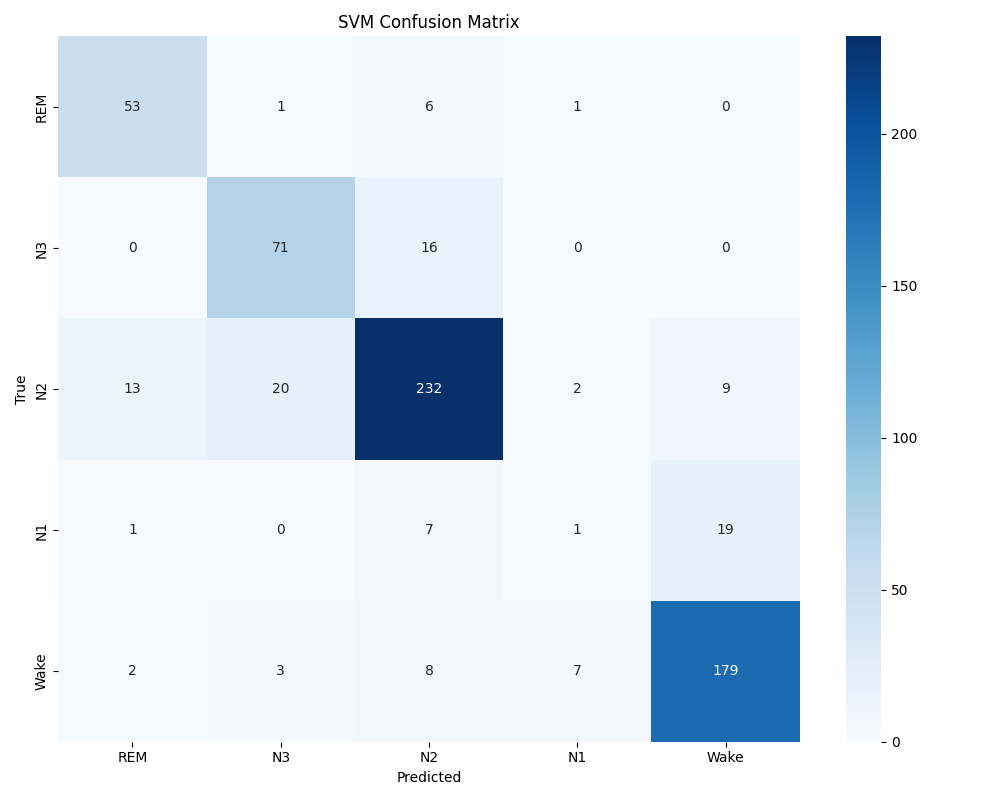 SVM Confusion Matrix
REM 53 1 6 1 0
N3 0 71 16 0 0
N2 13 20 232 2 9
N1 1 0 7 1 19
Wake 2 3 8 7 179
REM N3 N2 N1 Wake
Predicted
True
200
150
100
50
0